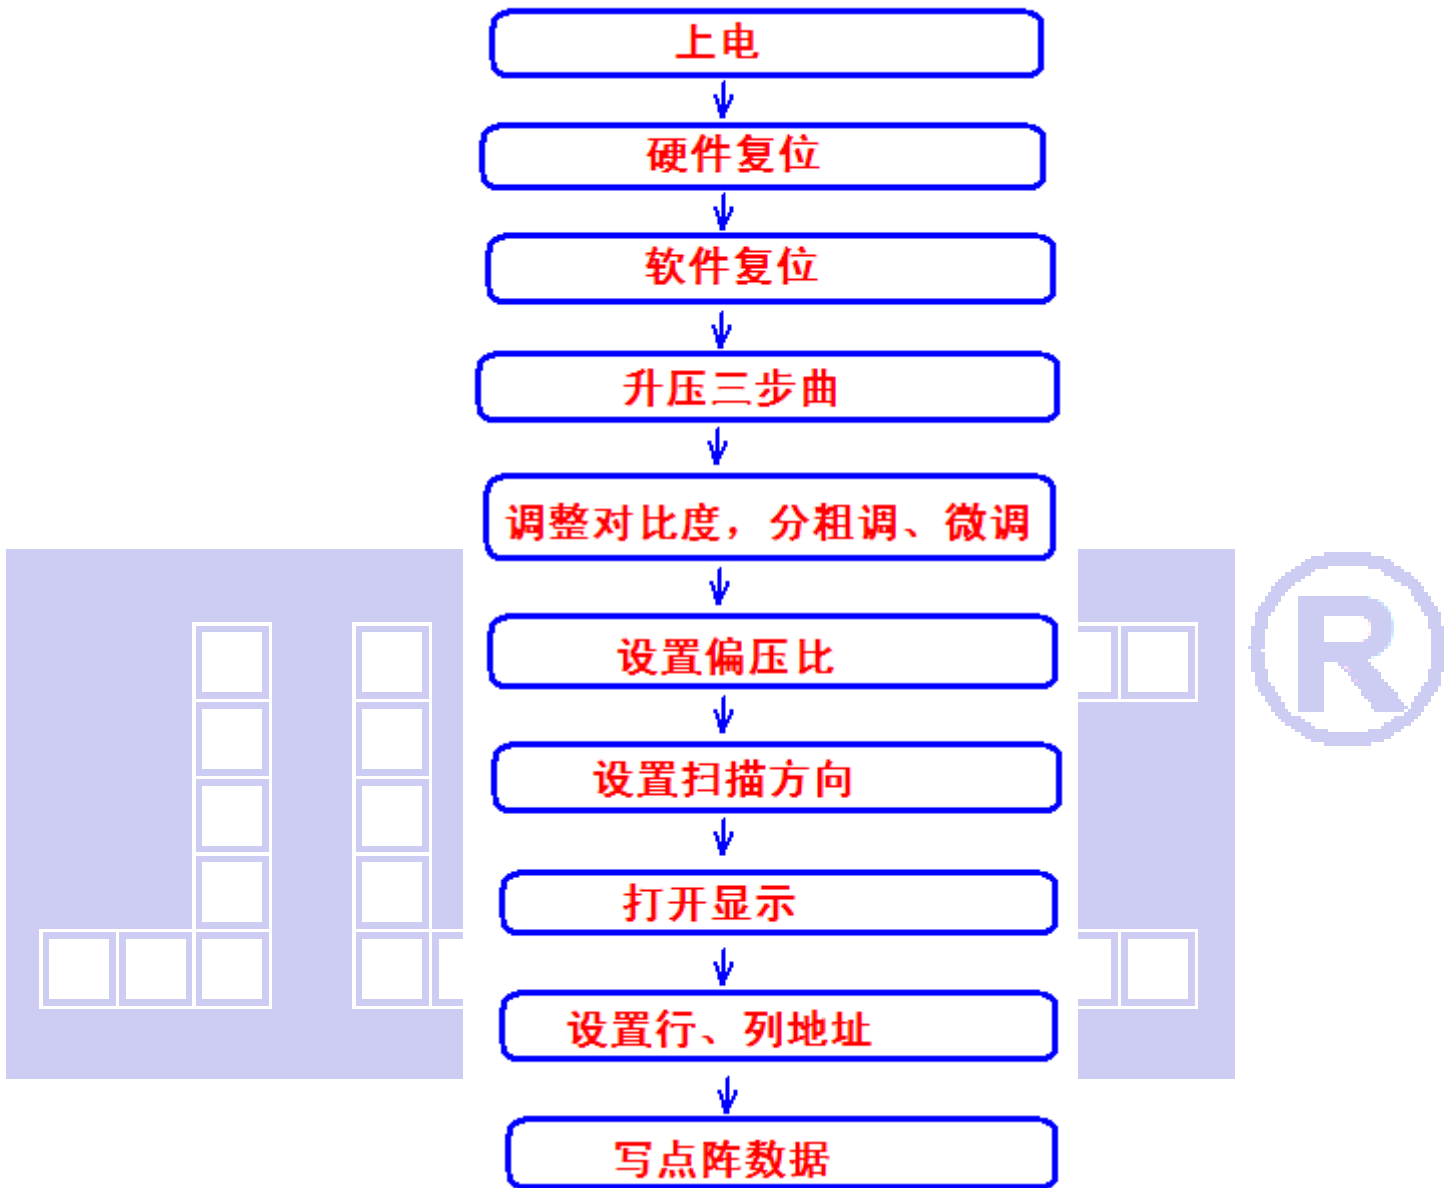 上电
硬件复位
软件复位
升压三步曲
调整对比度，分粗调、微调
设置偏压比
设置扫描方向
打开显示
设置行、列地址
写点阵数据
®